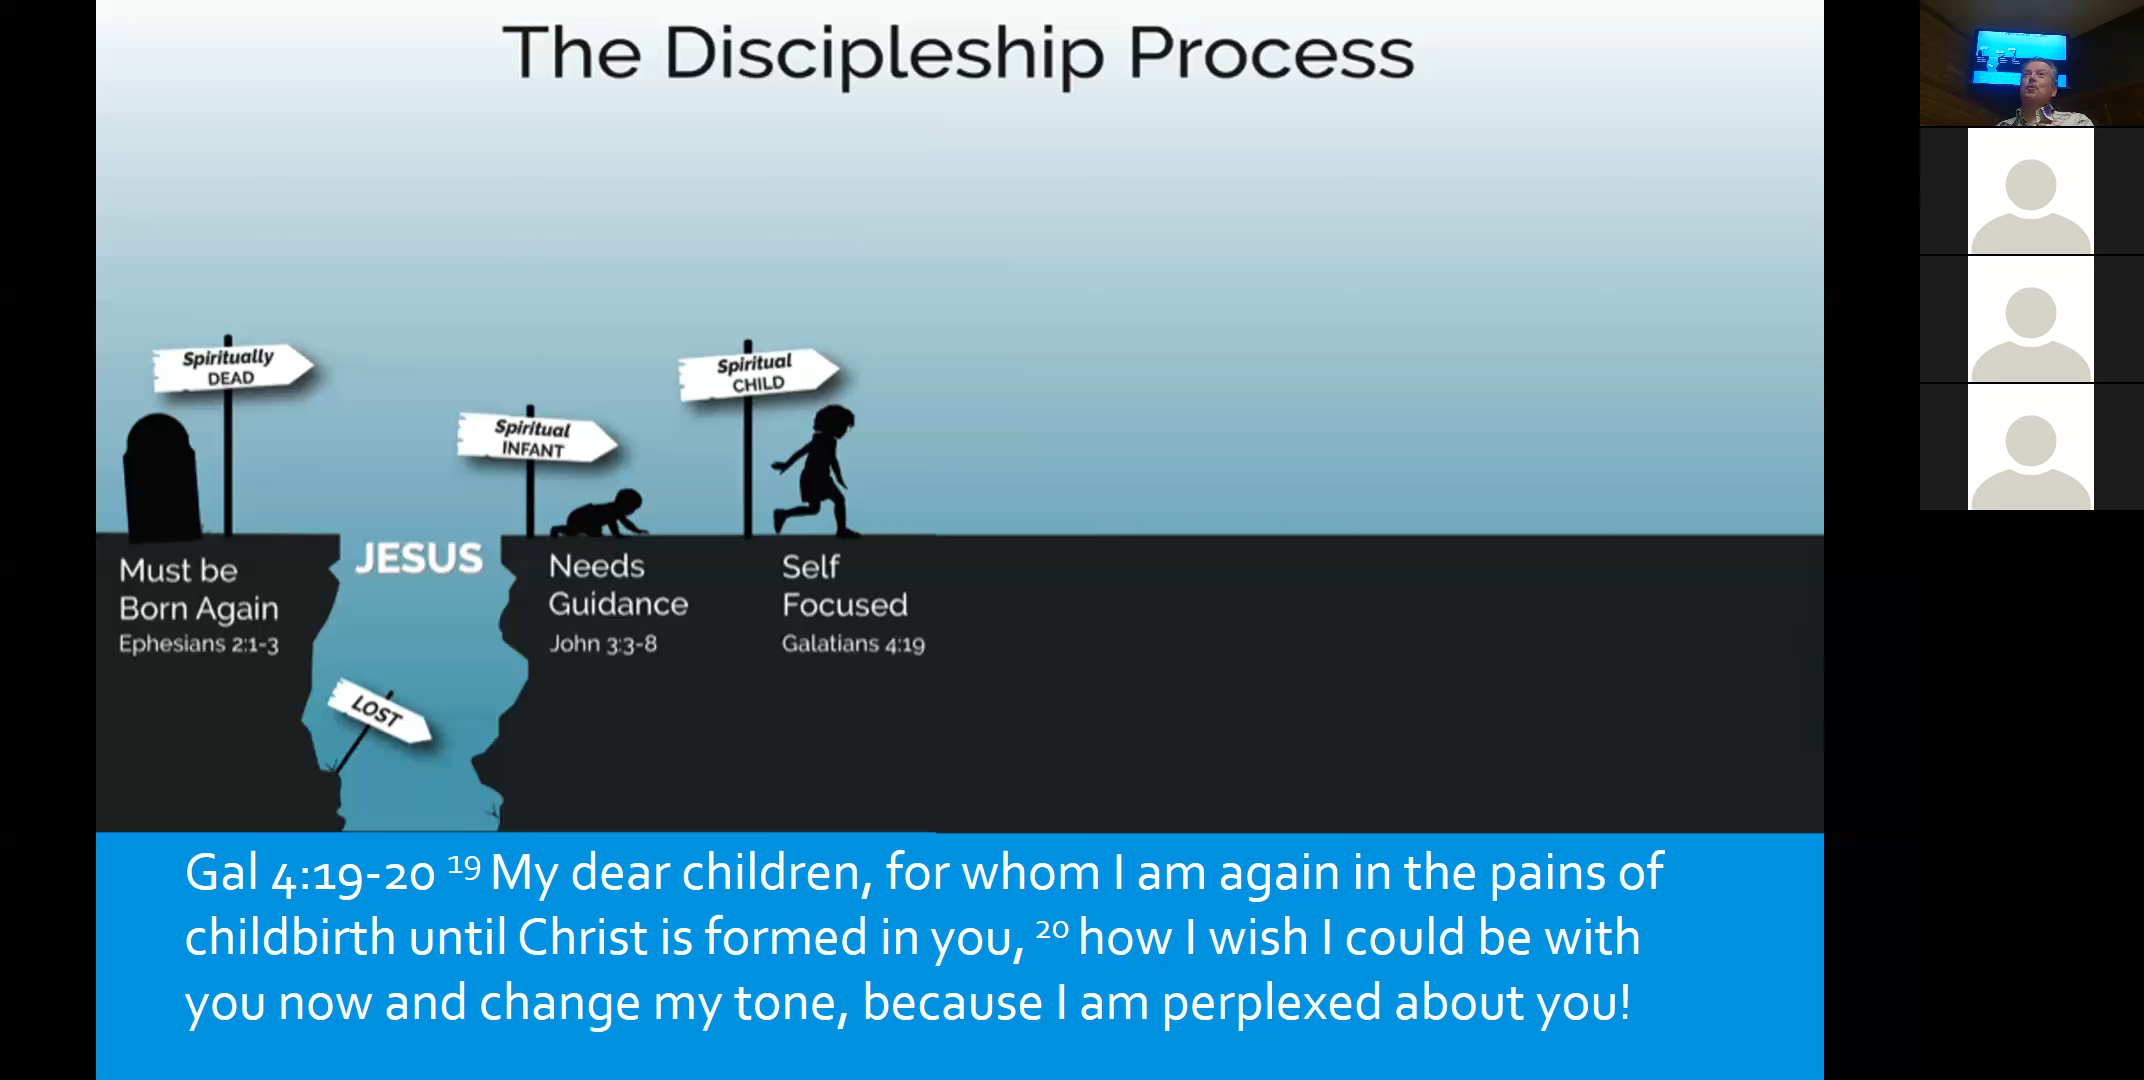 The Discipleship Process
Spiritually
DEAD
Spiritual
INFANT
Spiritual
CHILD
JESUS
Must be
Born Again
Ephesians 2:1-3
Needs
Guidance
John 3:3-8
Self
Focused
Galatians 4:19
LOST
Gal 4:19-20 ¹⁹ My dear children, for whom I am again in the pains of
childbirth until Christ is formed in you, ²⁰ how I wish I could be with
you now and change my tone, because I am perplexed about you!